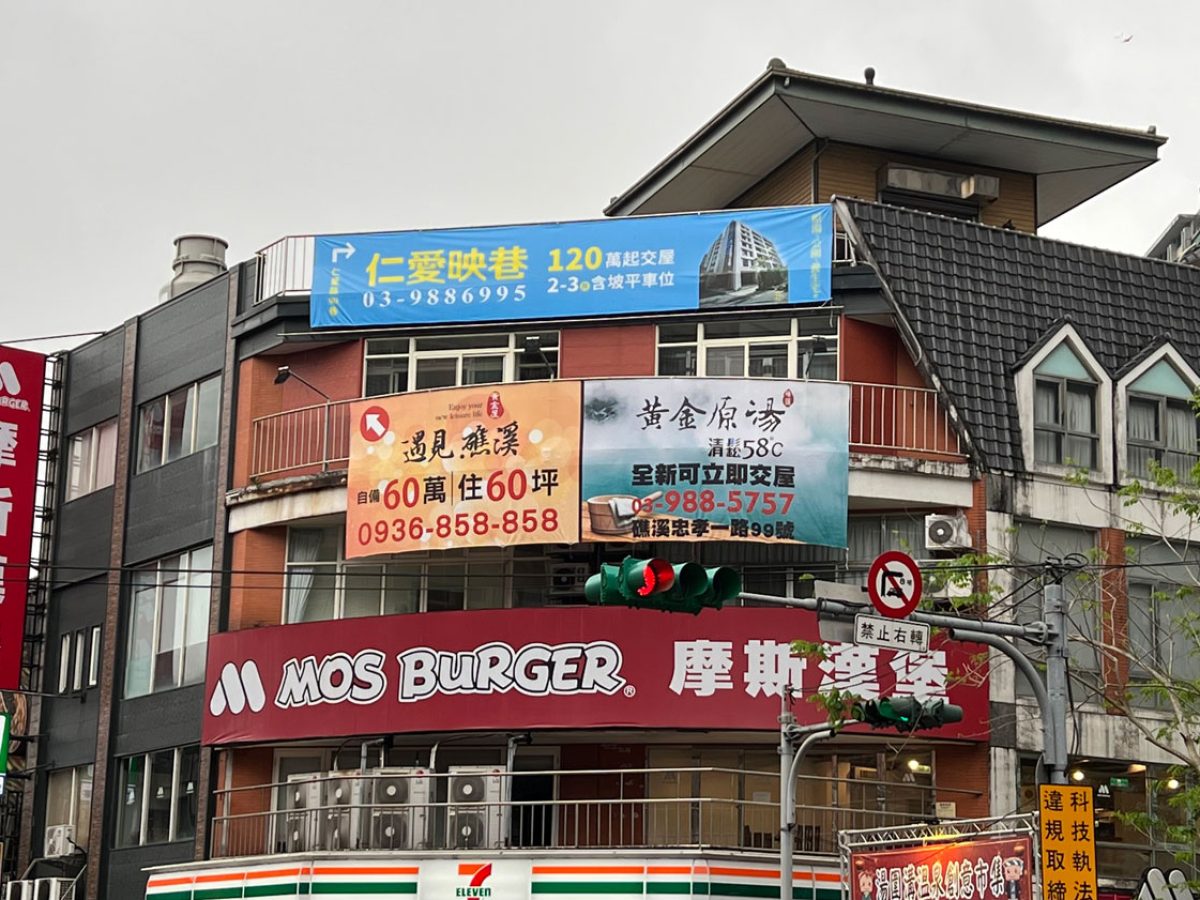 仁愛映巷
03-9886995
120萬起交屋
2-3房含坡平車位
Enjoy your
new leisure life
遇見礁溪
自備60萬|住60坪
0936-858-858
黃金原湯
清鬆58℃
全新可立即交屋
03-988-5757
礁溪忠孝一路99號
MOS BURGER® 摩斯漢堡
禁止右轉
科技執法
違規取締
7-ELEVEN
BURGER